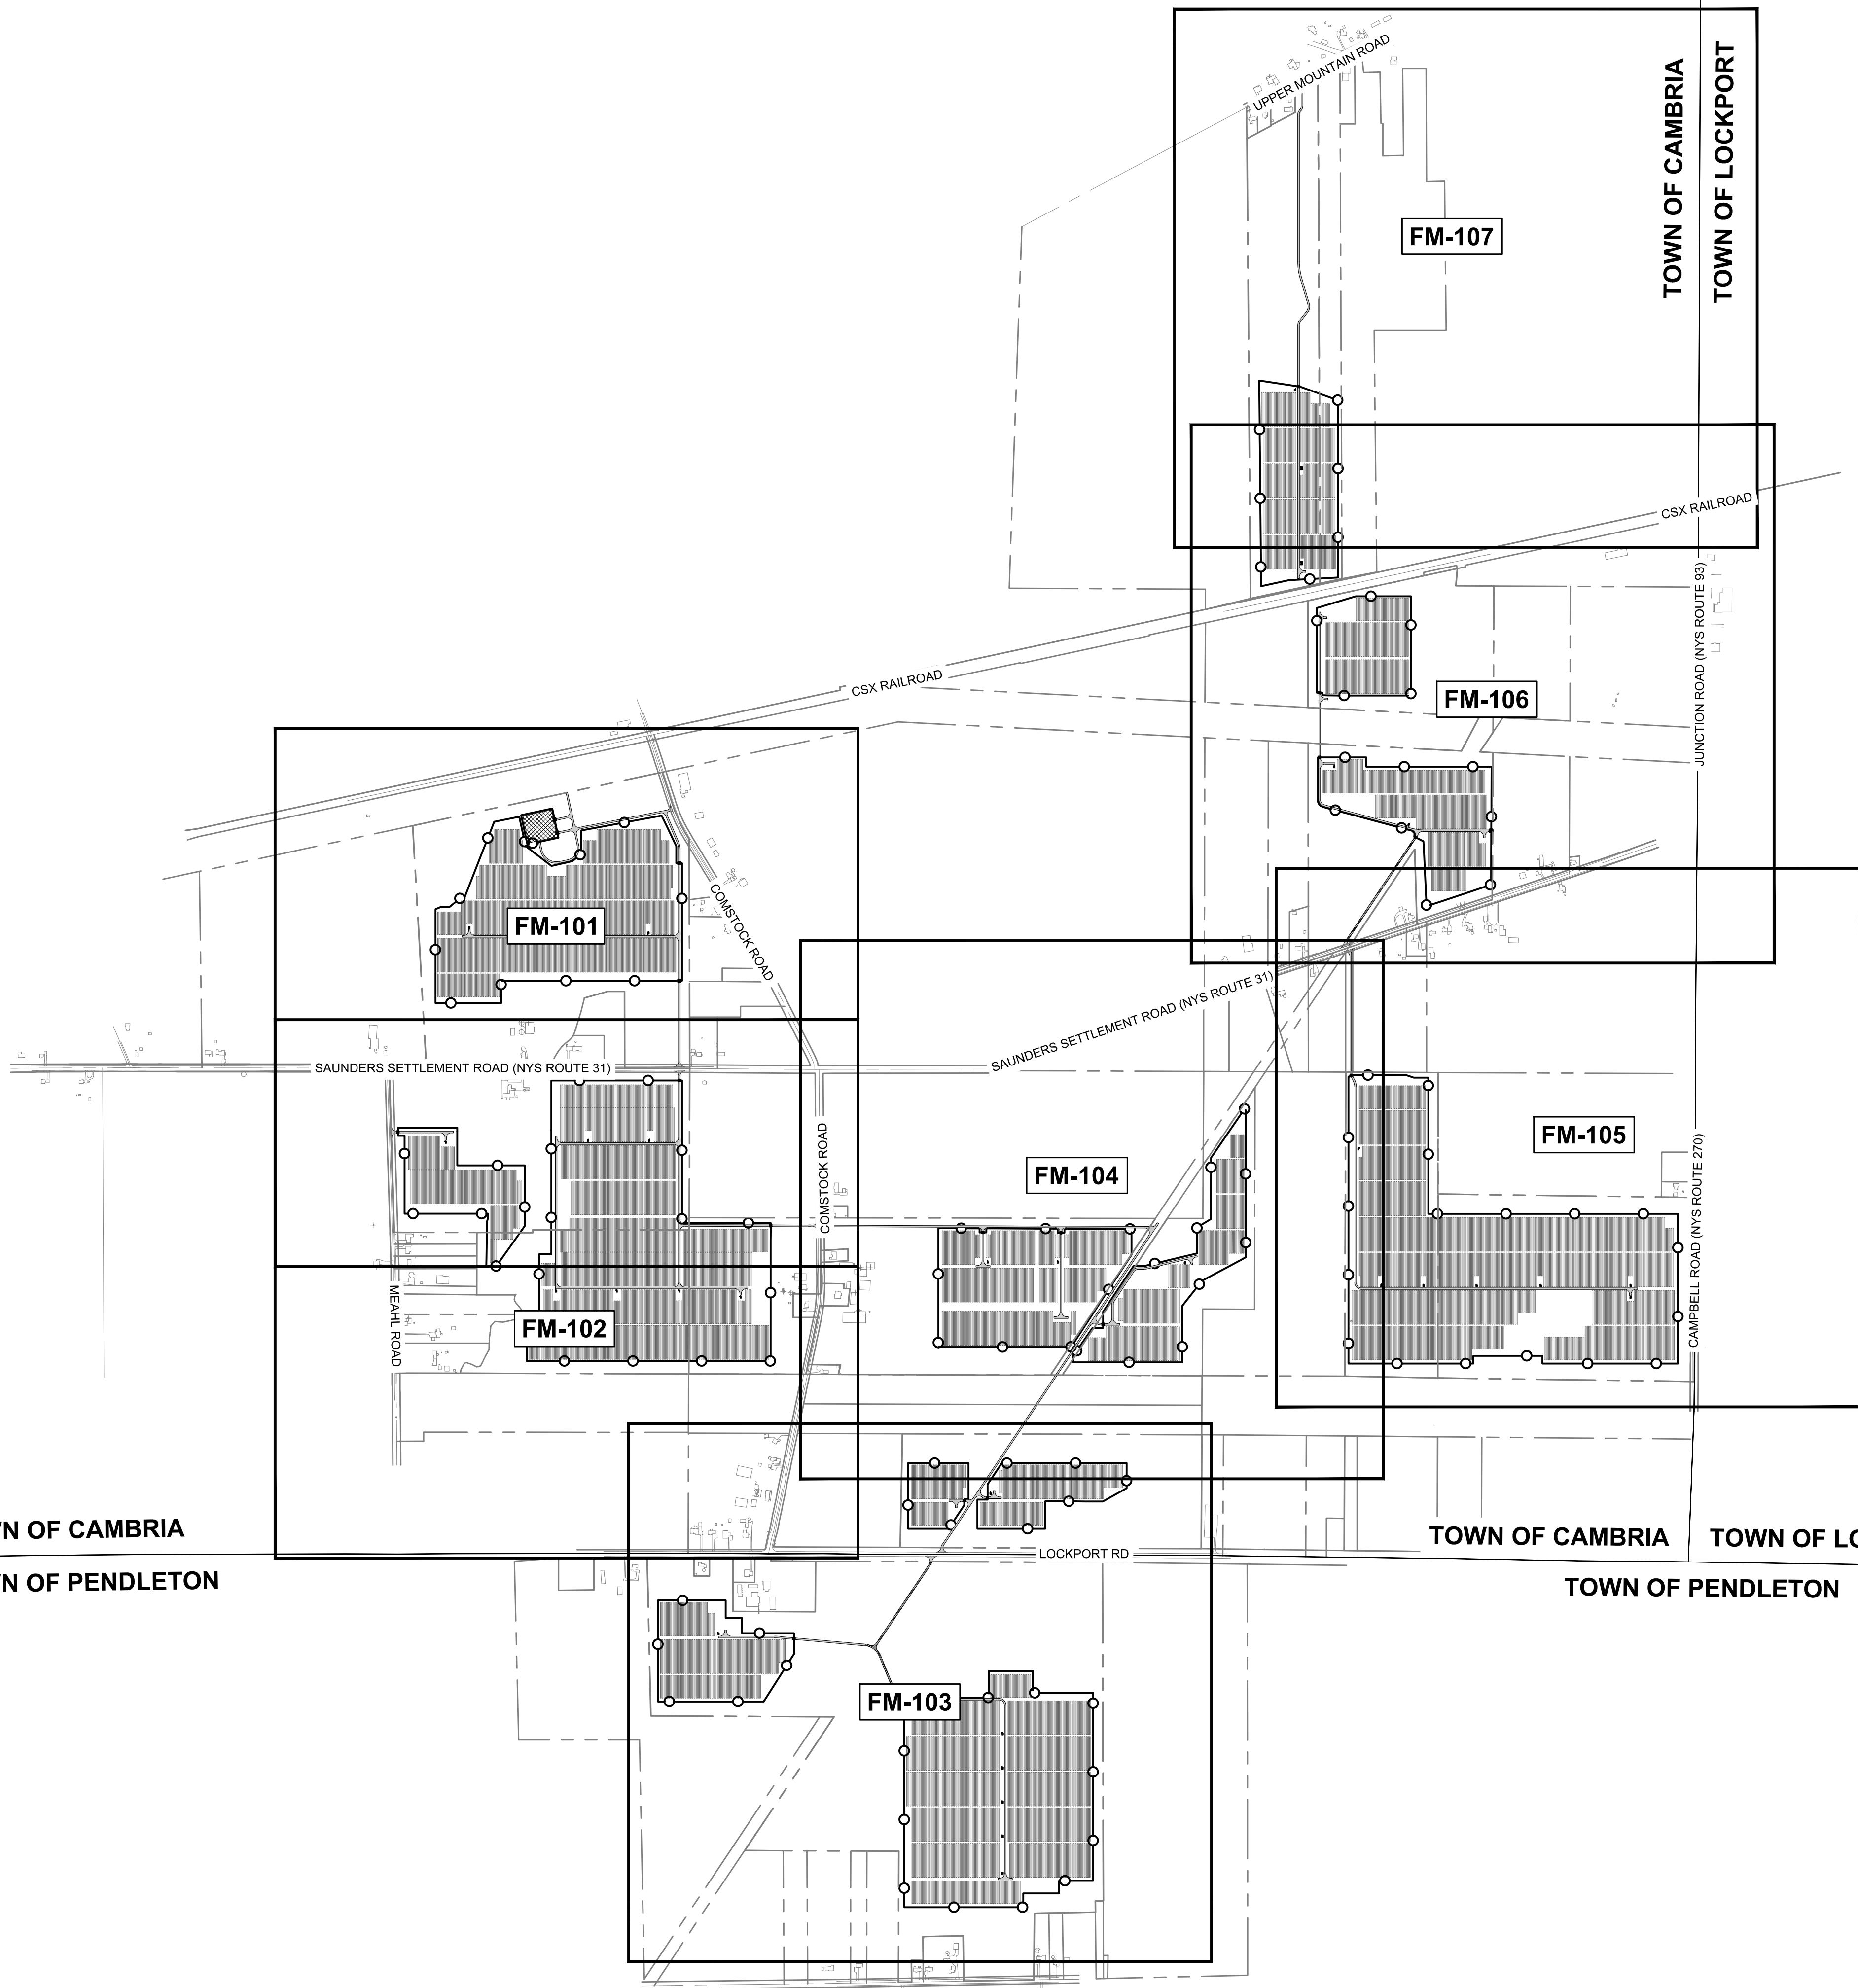 UPPER MOUNTAIN ROAD
TOWN OF CAMBRIA
TOWN OF LOCKPORT
FM-107
CSX RAILROAD
JUNCTION ROAD (NYS ROUTE 93)
CSX RAILROAD
FM-106
COMSTOCK ROAD
FM-101
SAUNDERS SETTLEMENT ROAD (NYS ROUTE 31)
SAUNDERS SETTLEMENT ROAD (NYS ROUTE 31)
FM-105
COMSTOCK ROAD
FM-104
CAMPBELL ROAD (NYS ROUTE 270)
MEAHL ROAD
FM-102
WN OF CAMBRIA
TOWN OF CAMBRIA
TOWN OF LO
LOCKPORT RD
WN OF PENDLETON
TOWN OF PENDLETON
FM-103